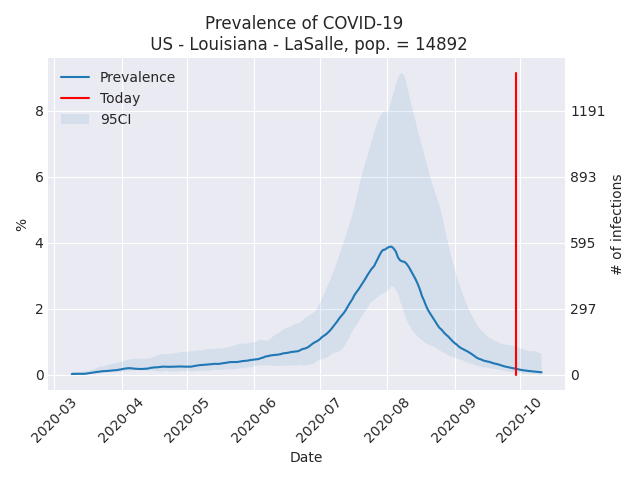 Prevalence of COVID-19
US - Louisiana - LaSalle, pop. = 14892
Prevalence
Today
95CI
8
6
4
2
0
%
1191
893
595
297
0
# of infections
2020-03
2020-04
2020-05
2020-06
2020-07
2020-08
2020-09
2020-10
Date